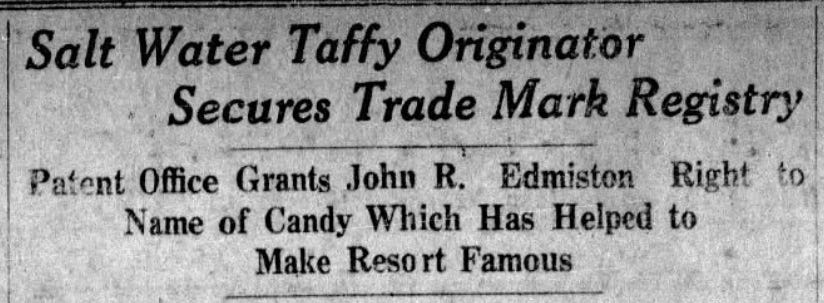 Salt Water Taffy Originator
Secures Trade Mark Registry
Patent Office Grants John R. Edmiston Right to
Name of Candy Which Has Helped to
Make Resort Famous